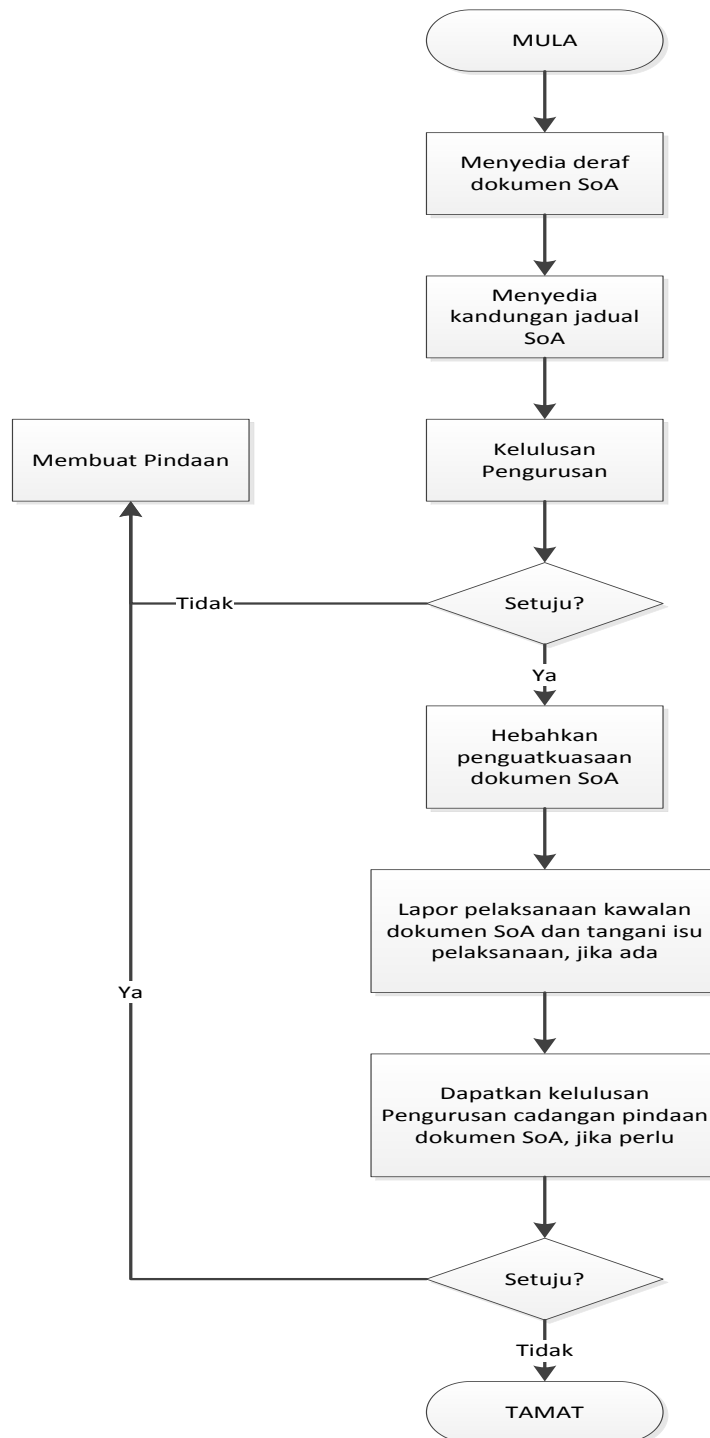 MULA
Menyedia deraf
dokumen SoA
Menyedia
kandungan jadual
SoA
Membuat Pindaan
Kelulusan
Pengurusan
Tidak
Setuju?
Ya
Hebahkan
penguatkuasaan
dokumen SoA
Lapor pelaksanaan kawalan
dokumen SoA dan tangani isu
pelaksanaan, jika ada
Ya
Dapatkan kelulusan
Pengurusan cadangan pindaan
dokumen SoA, jika perlu
Setuju?
Tidak
TAMAT